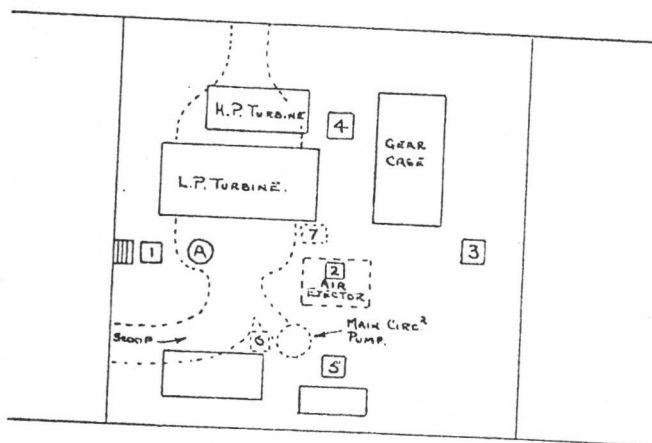 H.P. TURBINE
4
GEAR
CASE
L.P. TURBINE.
7
1
A
2
AIR
EJECTOR
3
MAIN CIRC^R
PUMP.
SCOOP
6
5